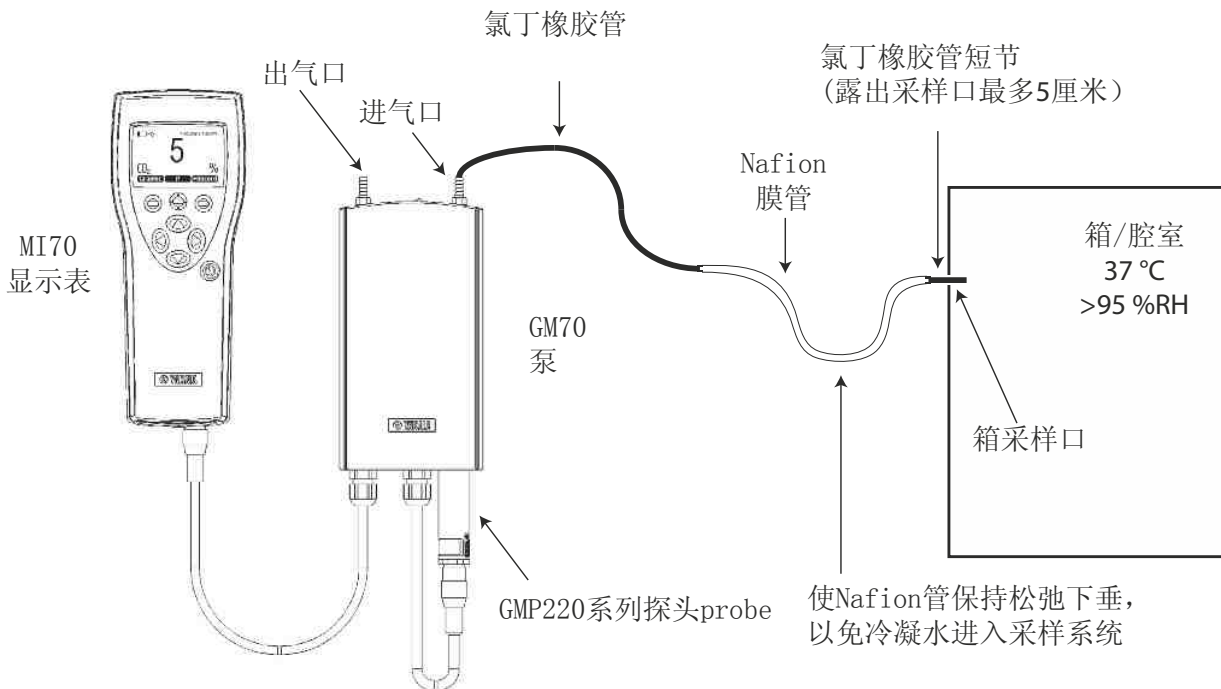 氯丁橡胶管
出气口
进气口
氯丁橡胶管短节
(露出采样口最多5厘米）
Nafion
膜管
5
CO₂
%
MI70
显示表
箱/腔室
37 °C
>95 %RH
GM70
泵
VAISALA
VAISALA
箱采样口
GMP220系列探头probe
使Nafion管保持松弛下垂，
以免冷凝水进入采样系统